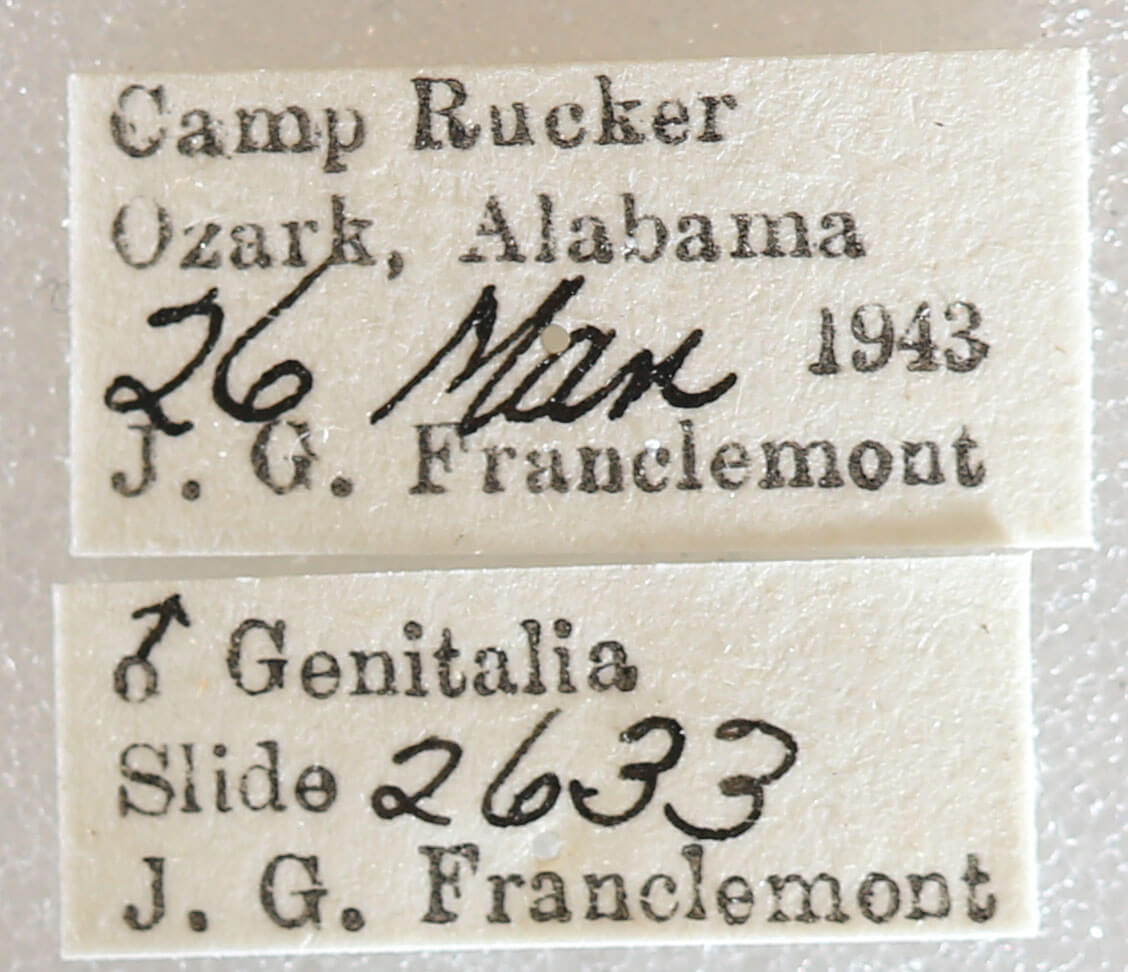 Camp Rucker
Ozark, Alabama
26 Mar 1943
J. G. Franclemont
♂ Genitalia
Slide 2633
J. G. Franclemont